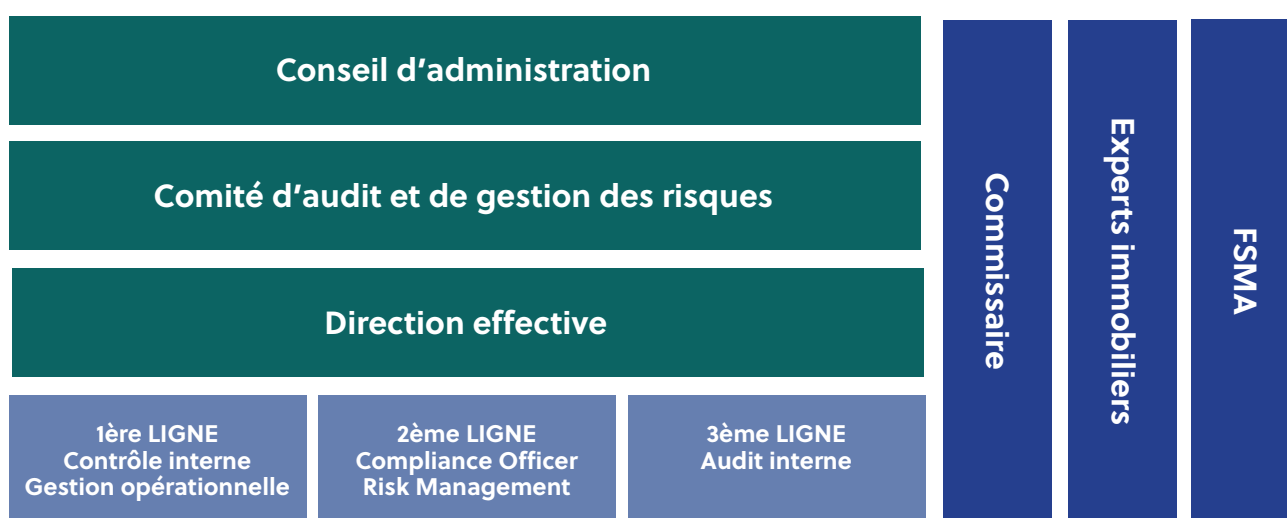 Conseil d'administration
Comité d'audit et de gestion des risques
Direction effective
1ère LIGNE
Contrôle interne
Gestion opérationnelle
2ème LIGNE
Compliance Officer
Risk Management
3ème LIGNE
Audit interne
Commissaire
Experts immobiliers
FSMA